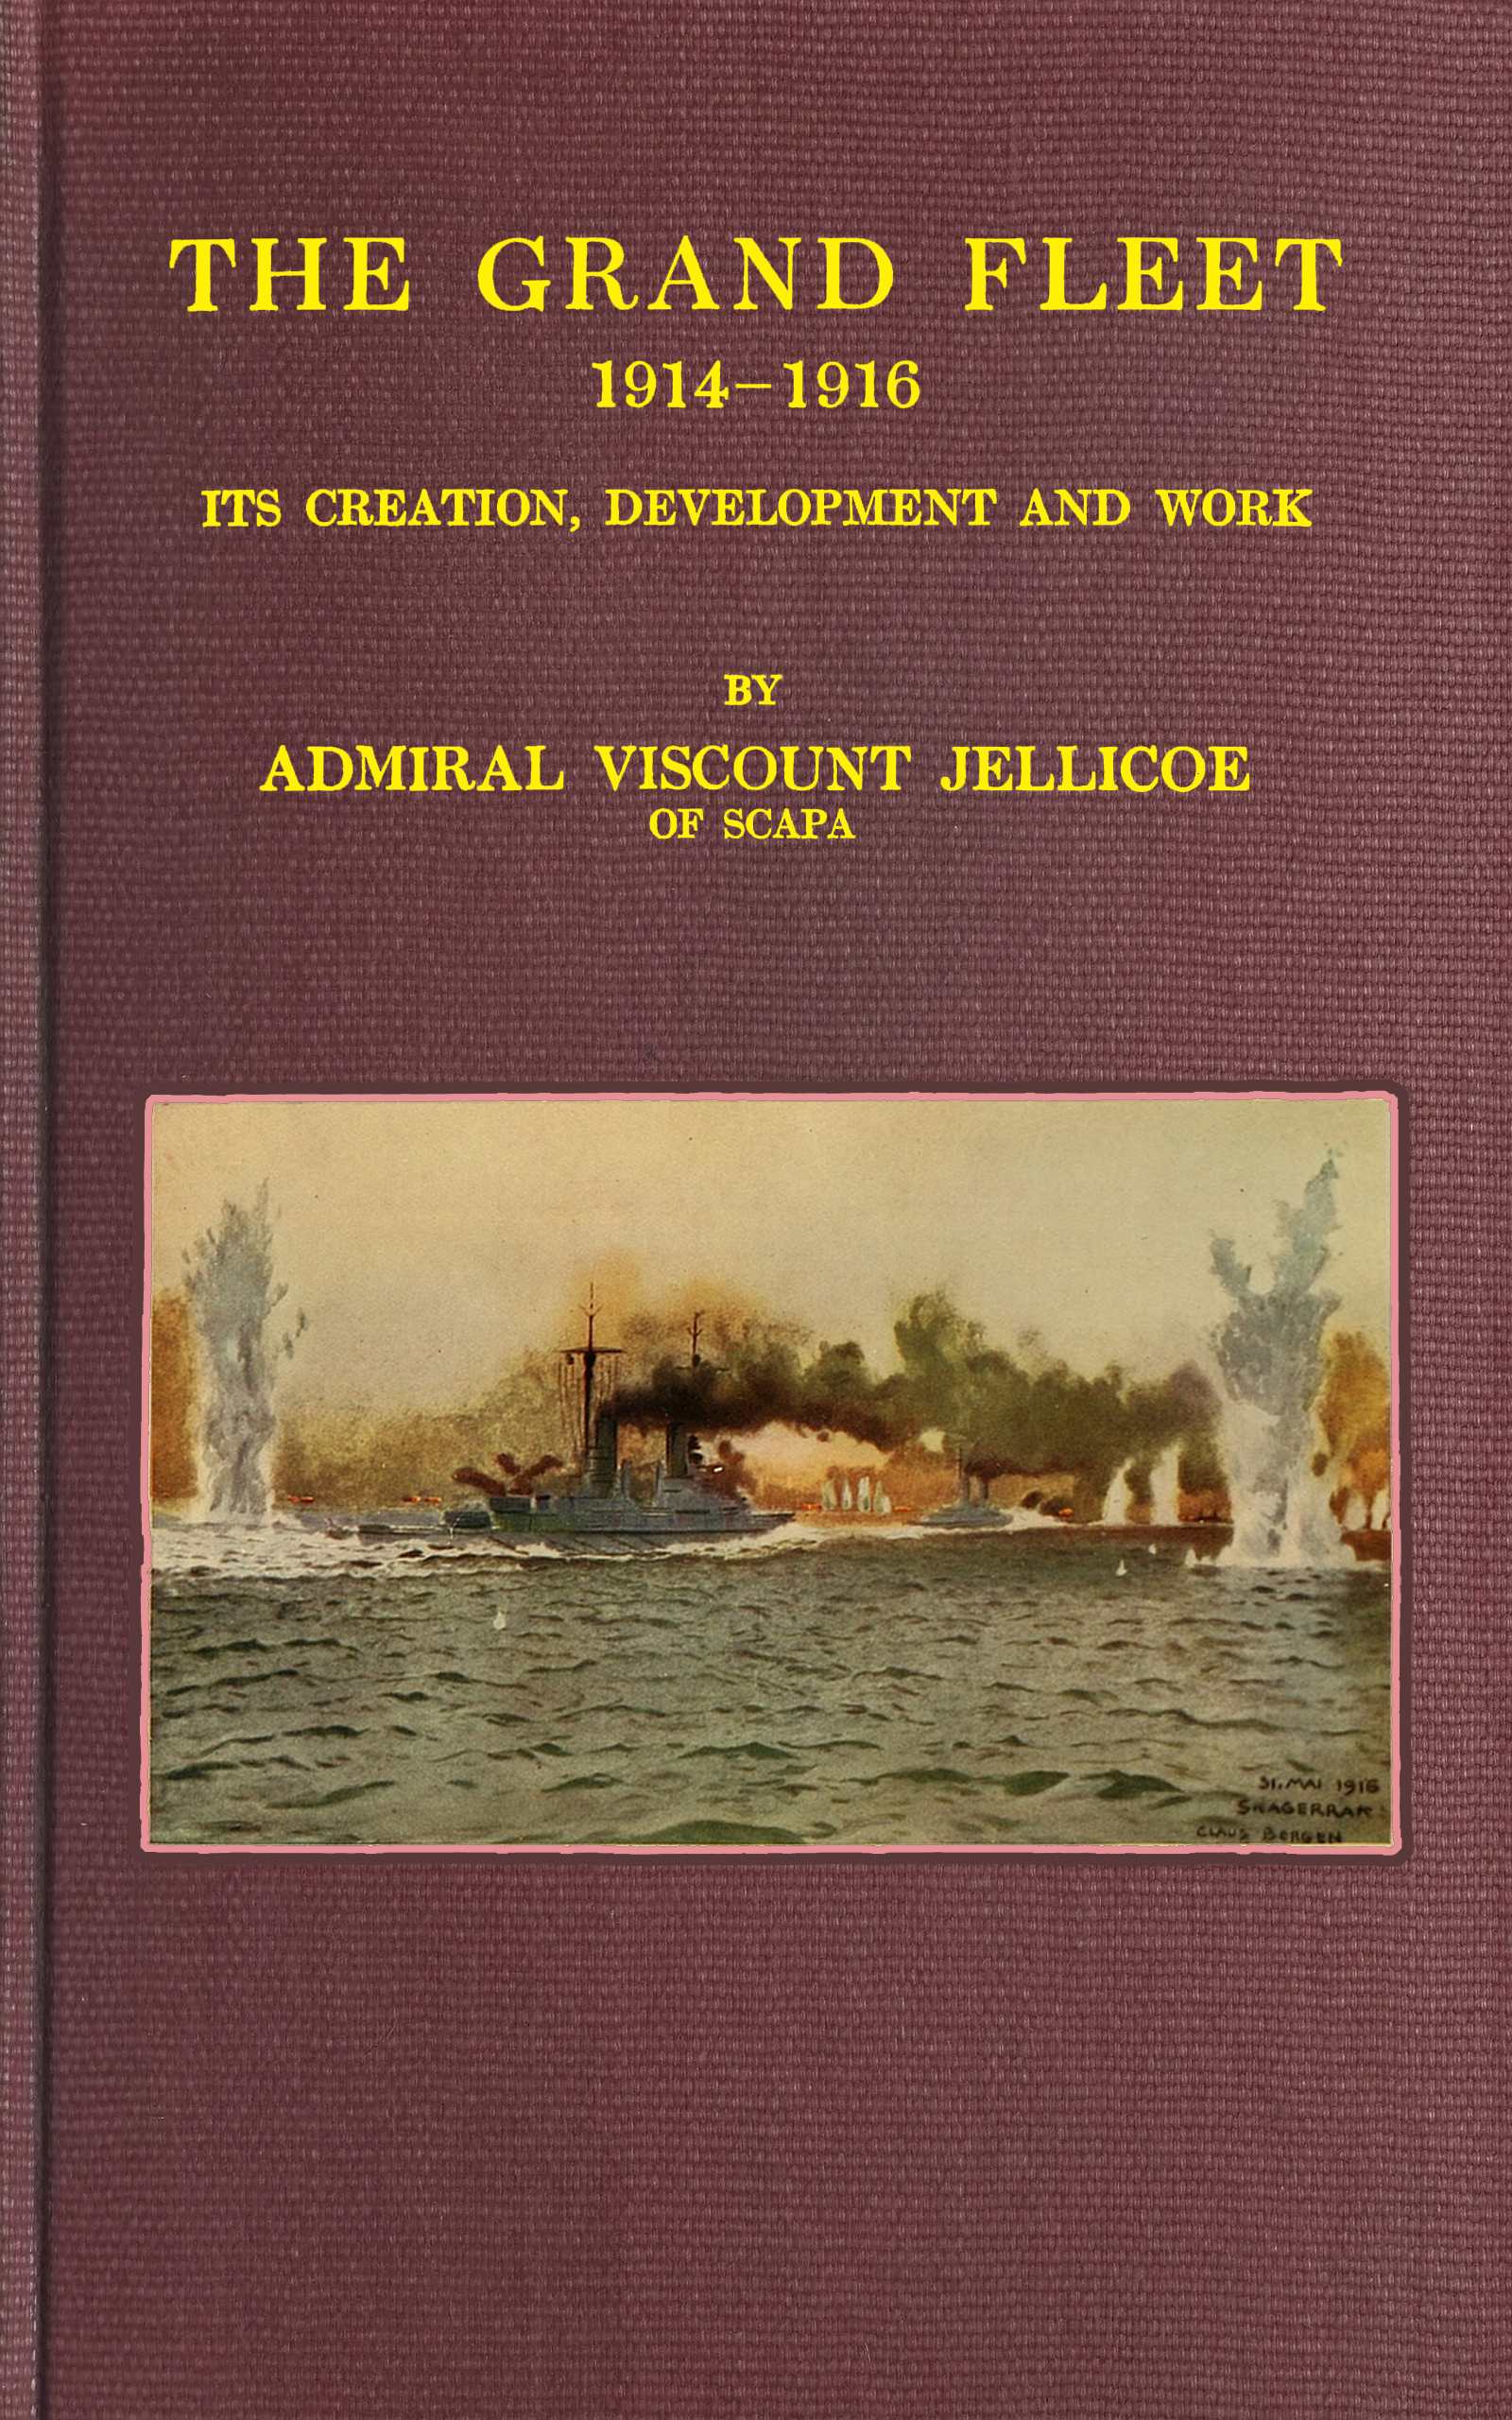 THE GRAND FLEET
1914–1916
ITS CREATION, DEVELOPMENT AND WORK
BY
ADMIRAL VISCOUNT JELLICOE
OF SCAPA
31. MAI 1916
SKAGERRAK
CLAUS BERGEN